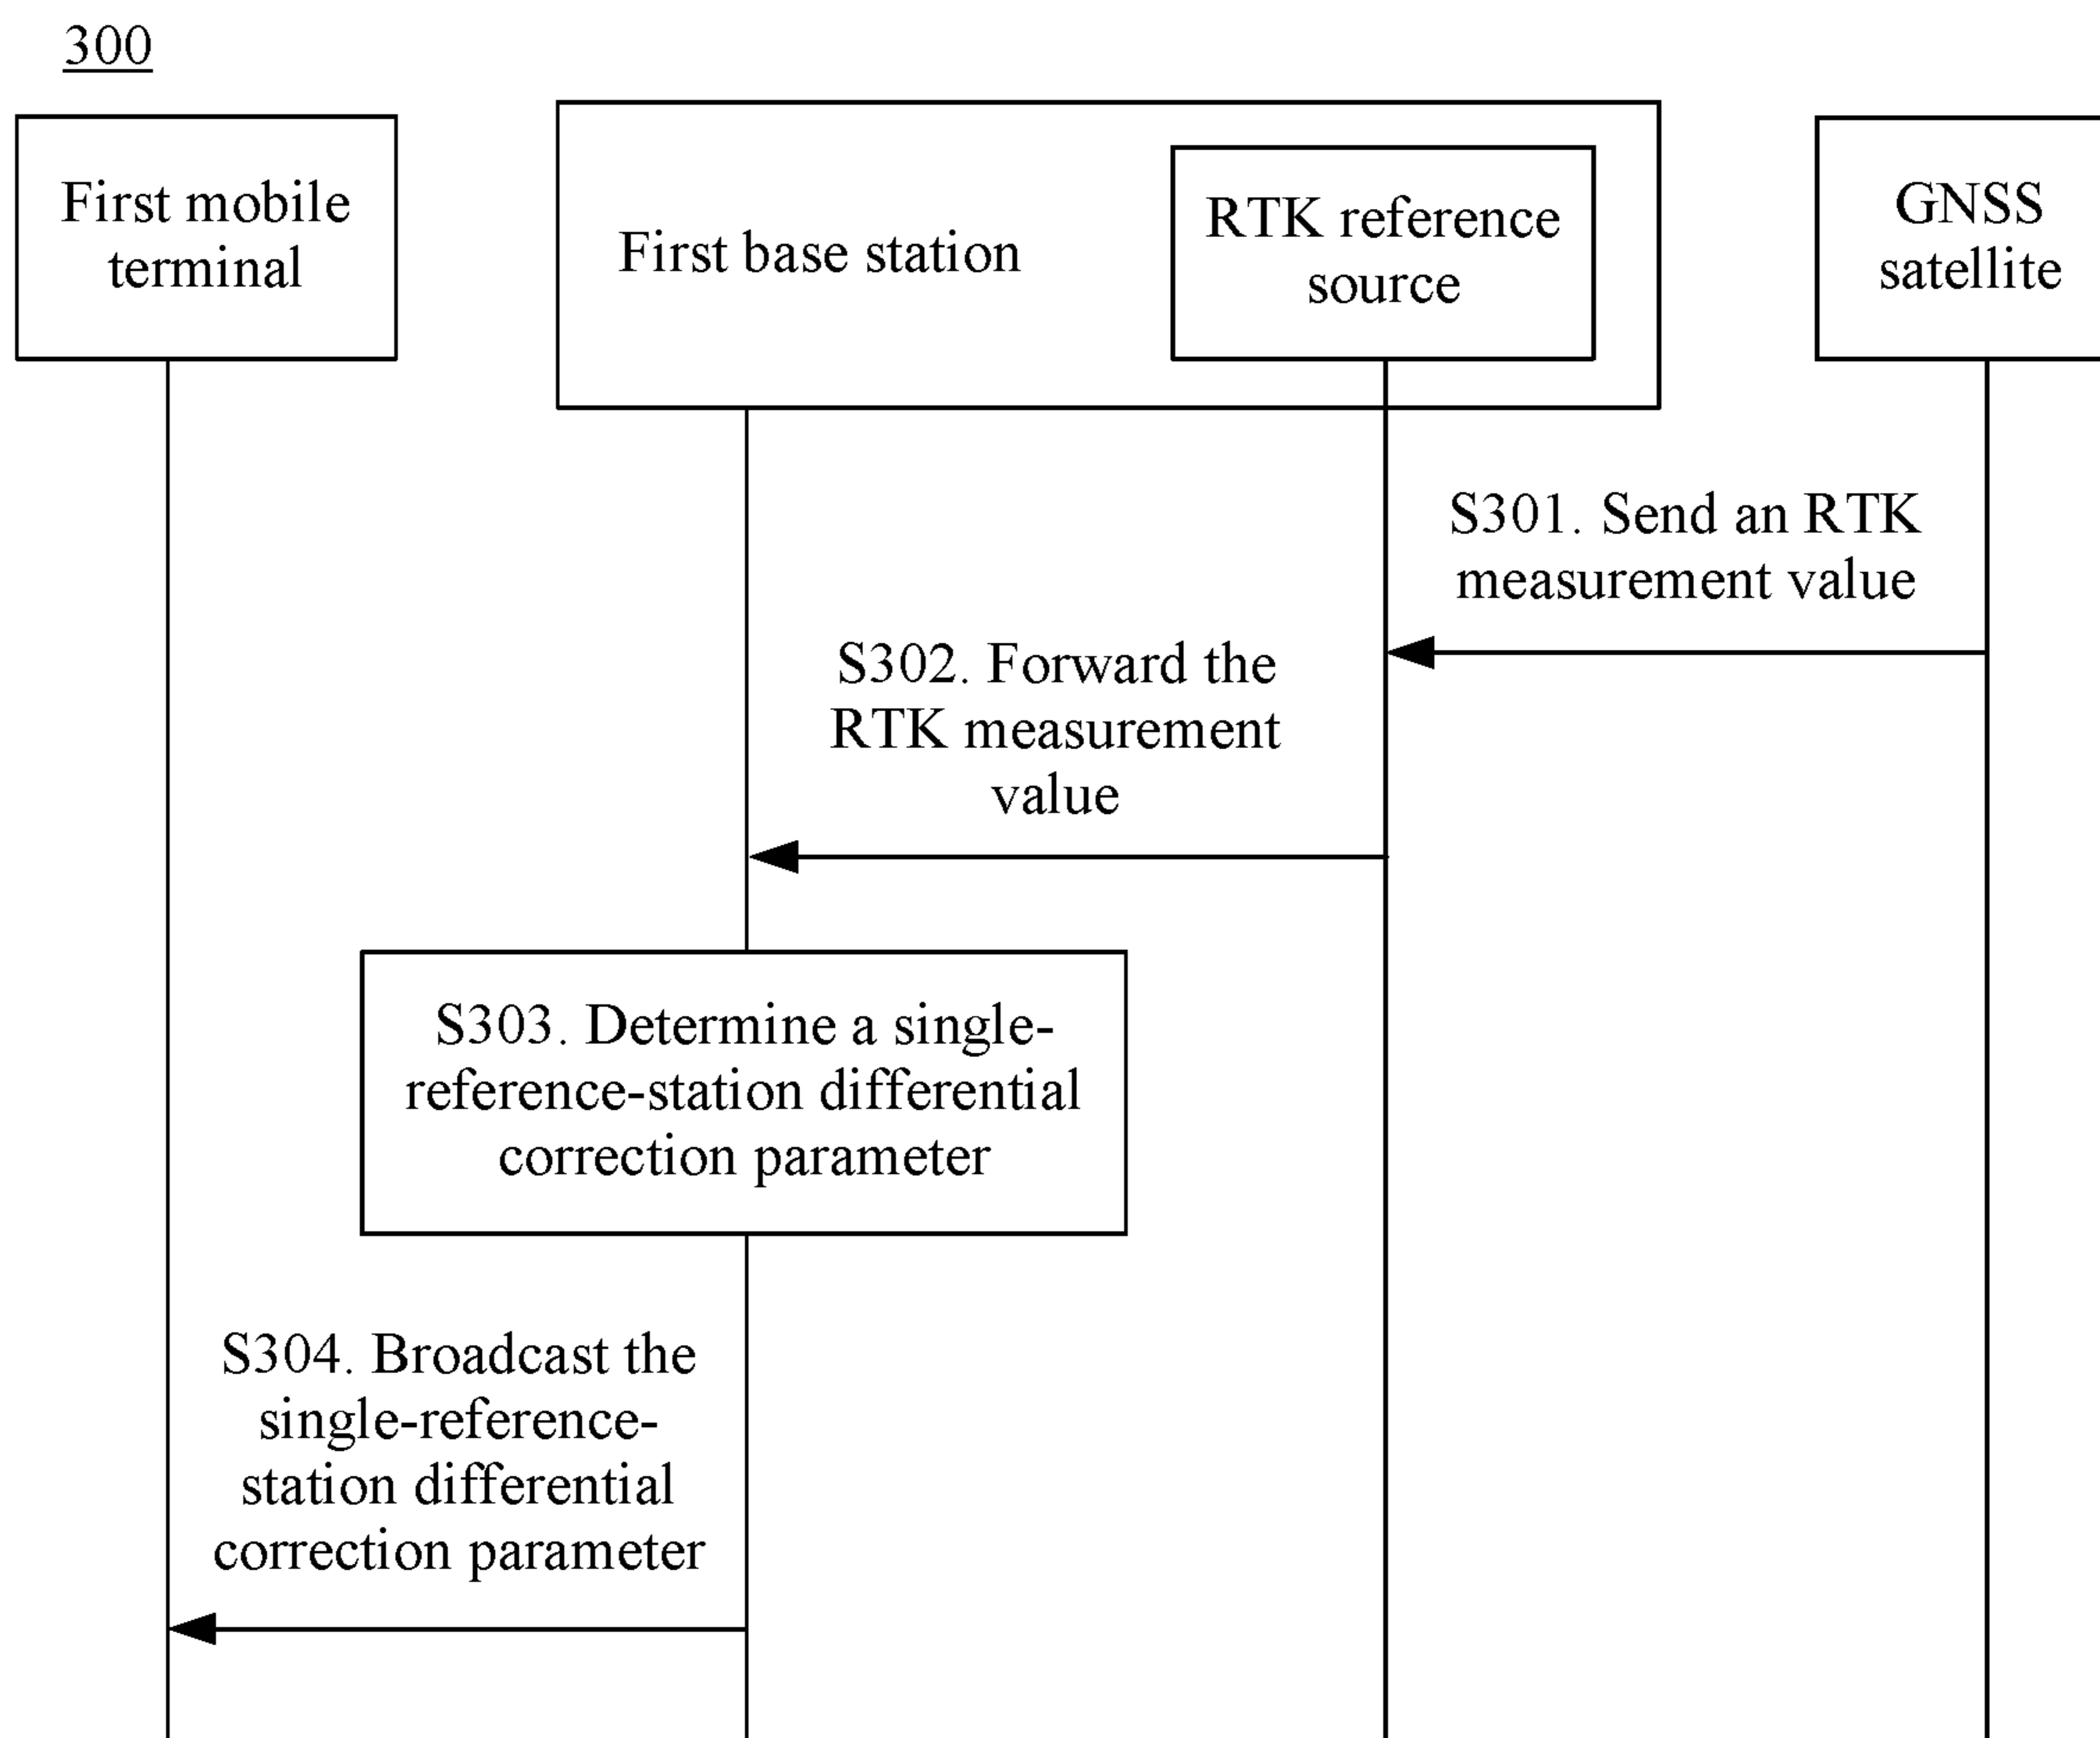 300
First mobile
terminal
First base station
RTK reference
source
GNSS
satellite
S301. Send an RTK
measurement value
S302. Forward the
RTK measurement
value
S303. Determine a single-
reference-station differential
correction parameter
S304. Broadcast the
single-reference-
station differential
correction parameter